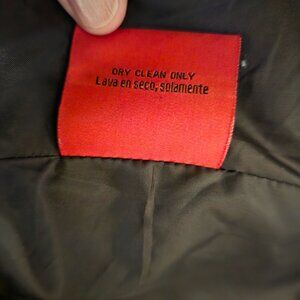 DRY CLEAN ONLY
Lava en seco, solamente